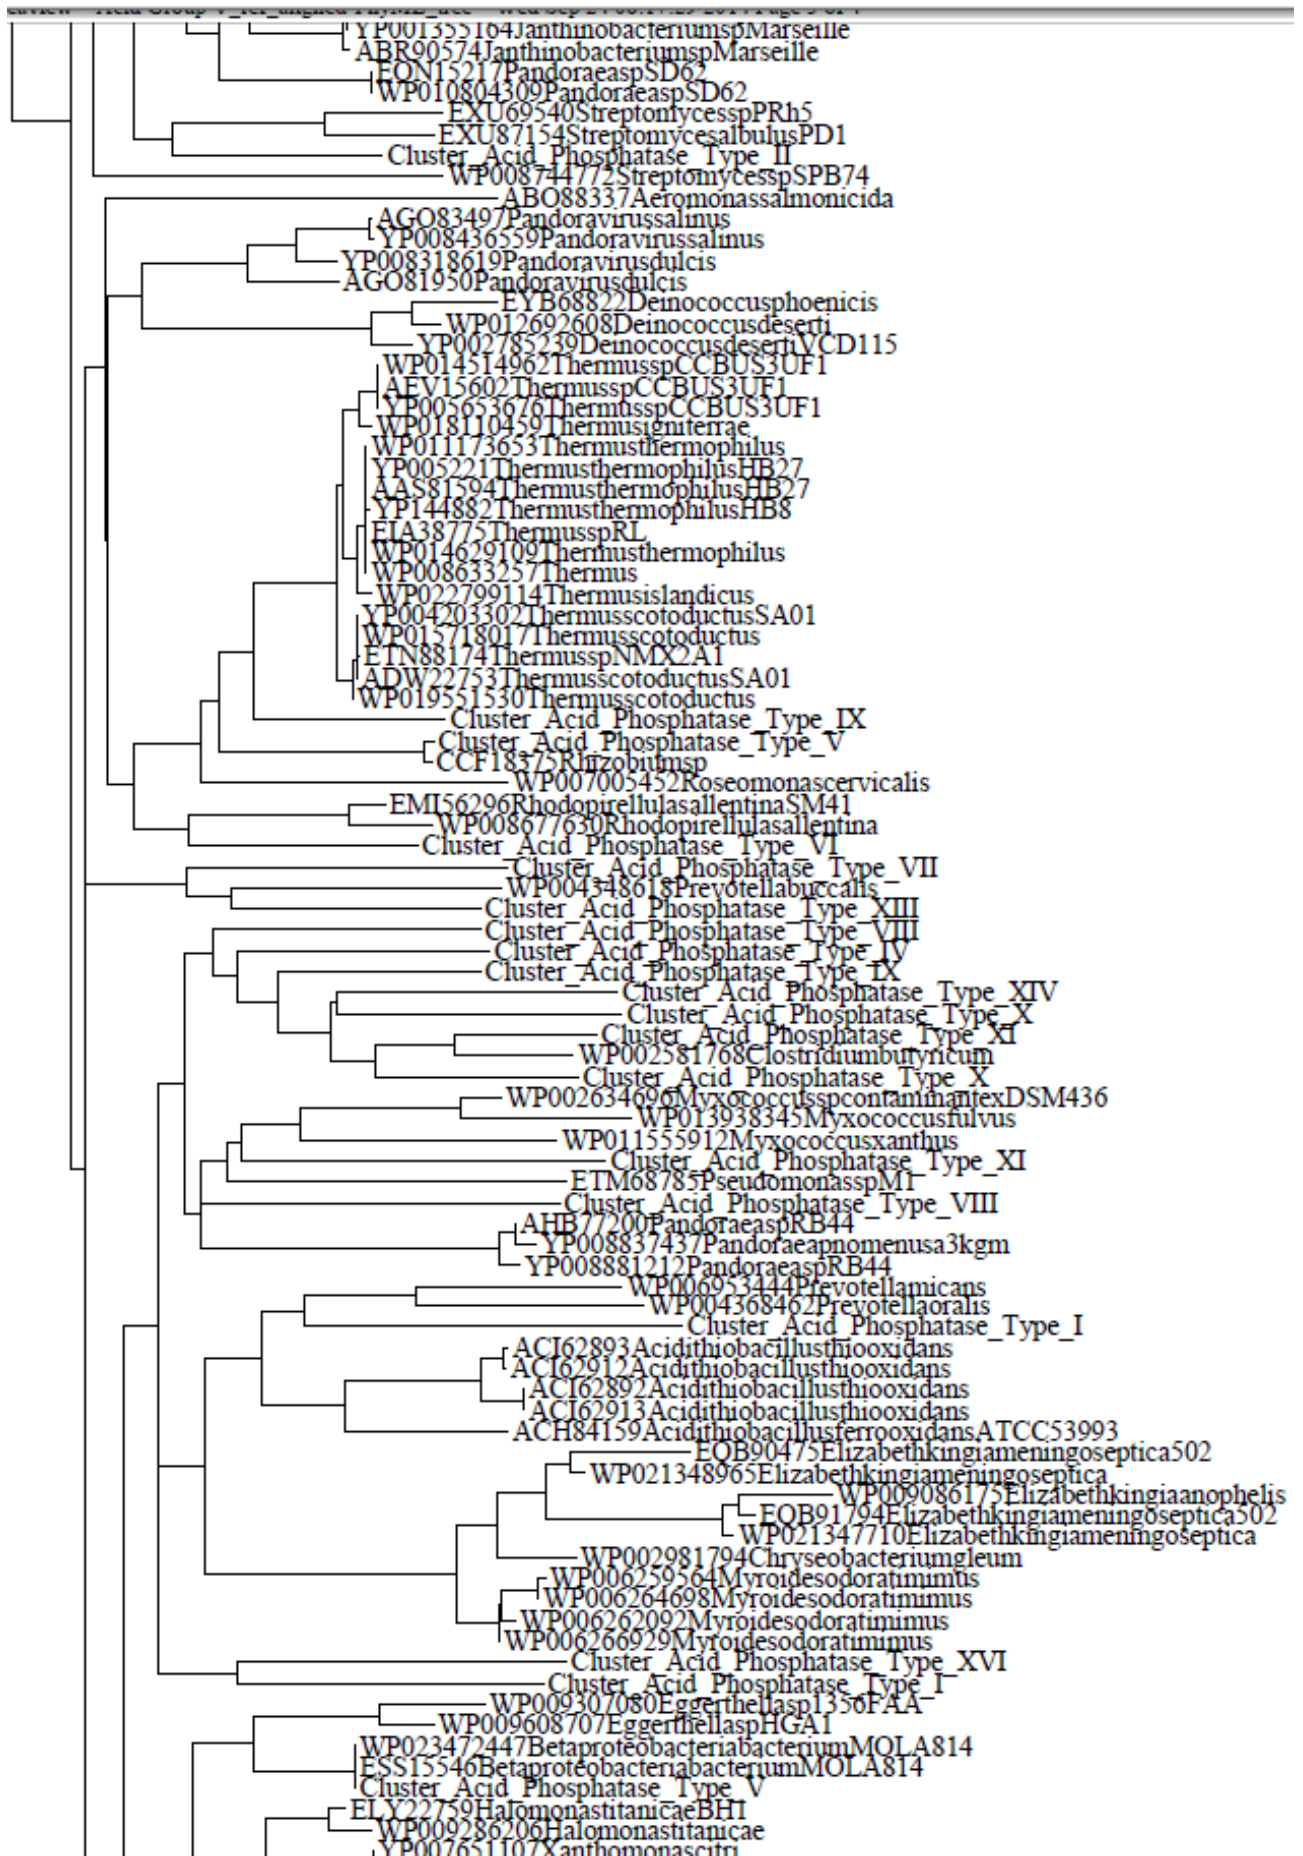 YP001355164JanthinobacteriumspMarseille
ABR90574JanthinobacteriumspMarseille
EQN15217PandoraeaspSD62
WP010804309PandoraeaspSD62
EXU69540StreptomycesspPRh5
EXU87154StreptomycesalbulusPD1
Cluster_Acid_Phosphatase_Type_II
WP008744772StreptomycesspSPB74
ABO88337Aeromonassalmonicida
AGO83497Pandoravirussalinus
YP008436559Pandoravirussalinus
YP008318619Pandoravirusdulcis
AGO81950Pandoravirusdulcis
EYB68822Deinococcusphoenicis
WP012692608Deinococcusdeserti
YP002785239DeinococcusdesertiVCD115
WP014514962ThermusspCCBUS3UF1
AEV15602ThermusspCCBUS3UF1
YP005653676ThermusspCCBUS3UF1
WP018110459Thermusigniterrae
WP011173653Thermusthermophilus
YP005221ThermusthermophilusHB27
AAS81594ThermusthermophilusHB27
YP144882ThermusthermophilusHB8
EIA38775ThermusspRL
WP014629109Thermusthermophilus
WP008633257Thermus
WP022799114Thermusislandicus
YP004203302ThermusscotoductusSA01
WP015718017Thermusscotoductus
ETN88174ThermusspNMX2A1
ADW22753ThermusscotoductusSA01
WP019551530Thermusscotoductus
Cluster_Acid_Phosphatase_Type_IX
Cluster_Acid_Phosphatase_Type_V
CCF18375Rhizobiumsp
WP007005452Roseomonascervicalis
EMI56296RhodopirellulasallentinaSM41
WP008677630Rhodopirellulasallentina
Cluster_Acid_Phosphatase_Type_VI
Cluster_Acid_Phosphatase_Type_VII
WP004348618Prevotellabuccalis
Cluster_Acid_Phosphatase_Type_XIII
Cluster_Acid_Phosphatase_Type_VIII
Cluster_Acid_Phosphatase_Type_IV
Cluster_Acid_Phosphatase_Type_IX
Cluster_Acid_Phosphatase_Type_XIV
Cluster_Acid_Phosphatase_Type_X
Cluster_Acid_Phosphatase_Type_XI
WP002581768Clostridiumbutyricum
Cluster_Acid_Phosphatase_Type_X
WP002634696MyxococcusspcontaminantexDSM436
WP013938345Myxococcusfulvus
WP011555912Myxococcusxanthus
Cluster_Acid_Phosphatase_Type_XI
ETM68785PseudomonasspM1
Cluster_Acid_Phosphatase_Type_VIII
AHB77200PandoraeaspRB44
YP008837437Pandoraeapnomenusa3kgm
YP008881212PandoraeaspRB44
WP006953444Prevotellamicans
WP004368462Prevotellaoralis
Cluster_Acid_Phosphatase_Type_I
ACI62893Acidithiobacillusthiooxidans
ACI62912Acidithiobacillusthiooxidans
ACI62892Acidithiobacillusthiooxidans
ACI62913Acidithiobacillusthiooxidans
ACH84159AcidithiobacillusferrooxidansATCC53993
EQB90475Elizabethkingiameningoseptica502
WP021348965Elizabethkingiameningoseptica
WP009086175Elizabethkingiaanophelis
EQB91794Elizabethkingiameningoseptica502
WP021347710Elizabethkingiameningoseptica
WP002981794Chryseobacteriumgleum
WP006259564Myroidesodoratimimus
WP006264698Myroidesodoratimimus
WP006262092Myroidesodoratimimus
WP006266929Myroidesodoratimimus
Cluster_Acid_Phosphatase_Type_XVI
Cluster_Acid_Phosphatase_Type_I
WP009307080Eggerthellasp1356FAA
WP009608707EggerthellaspHGA1
WP023472447BetaproteobacteriabacteriumMOLA814
ESS15546BetaproteobacteriabacteriumMOLA814
Cluster_Acid_Phosphatase_Type_V
ELY22759HalomonastitanicaeBH1
WP009286206Halomonastitanicae
YP007651107Xanthomonascitri